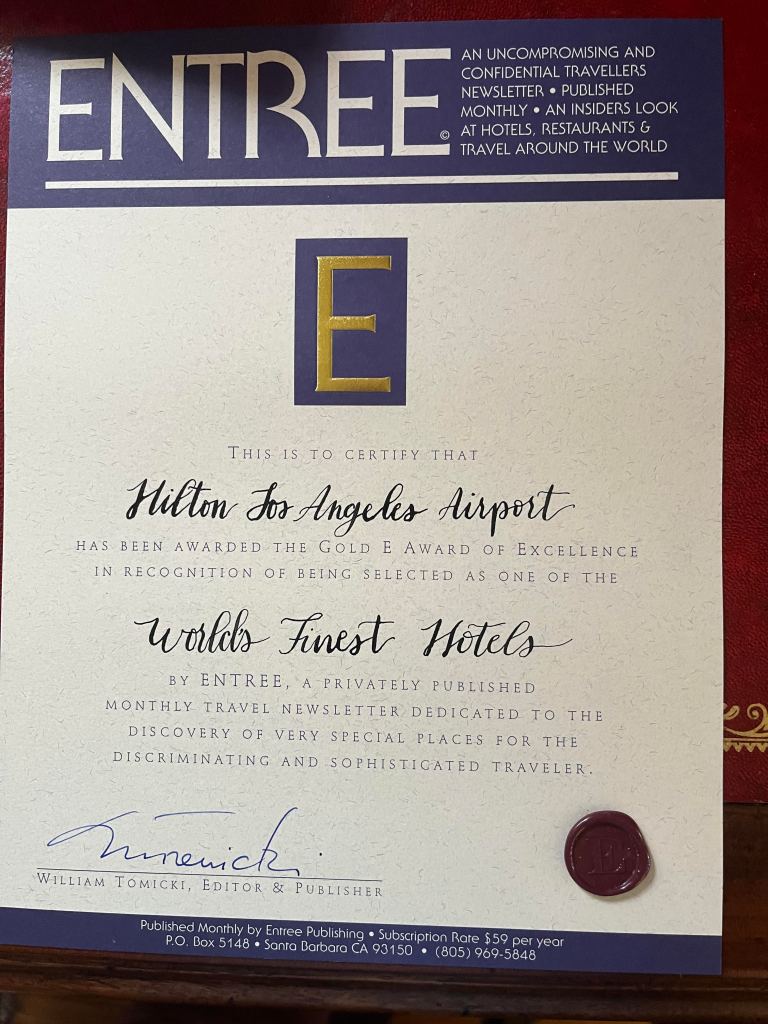 ENTREE
©
AN UNCOMPROMISING AND
CONFIDENTIAL TRAVELLERS
NEWSLETTER • PUBLISHED
MONTHLY • AN INSIDERS LOOK
AT HOTELS, RESTAURANTS &
TRAVEL AROUND THE WORLD
E
THIS IS TO CERTIFY THAT
Hilton Los Angeles Airport
HAS BEEN AWARDED THE GOLD E AWARD OF EXCELLENCE
IN RECOGNITION OF BEING SELECTED AS ONE OF THE
World's Finest Hotels
BY ENTREE, A PRIVATELY PUBLISHED
MONTHLY TRAVEL NEWSLETTER DEDICATED TO THE
DISCOVERY OF VERY SPECIAL PLACES FOR THE
DISCRIMINATING AND SOPHISTICATED TRAVELER.
WILLIAM TOMICKI, EDITOR & PUBLISHER
E
Published Monthly by Entree Publishing • Subscription Rate $59 per year
P.O. Box 5148 • Santa Barbara CA 93150 • (805) 969-5848